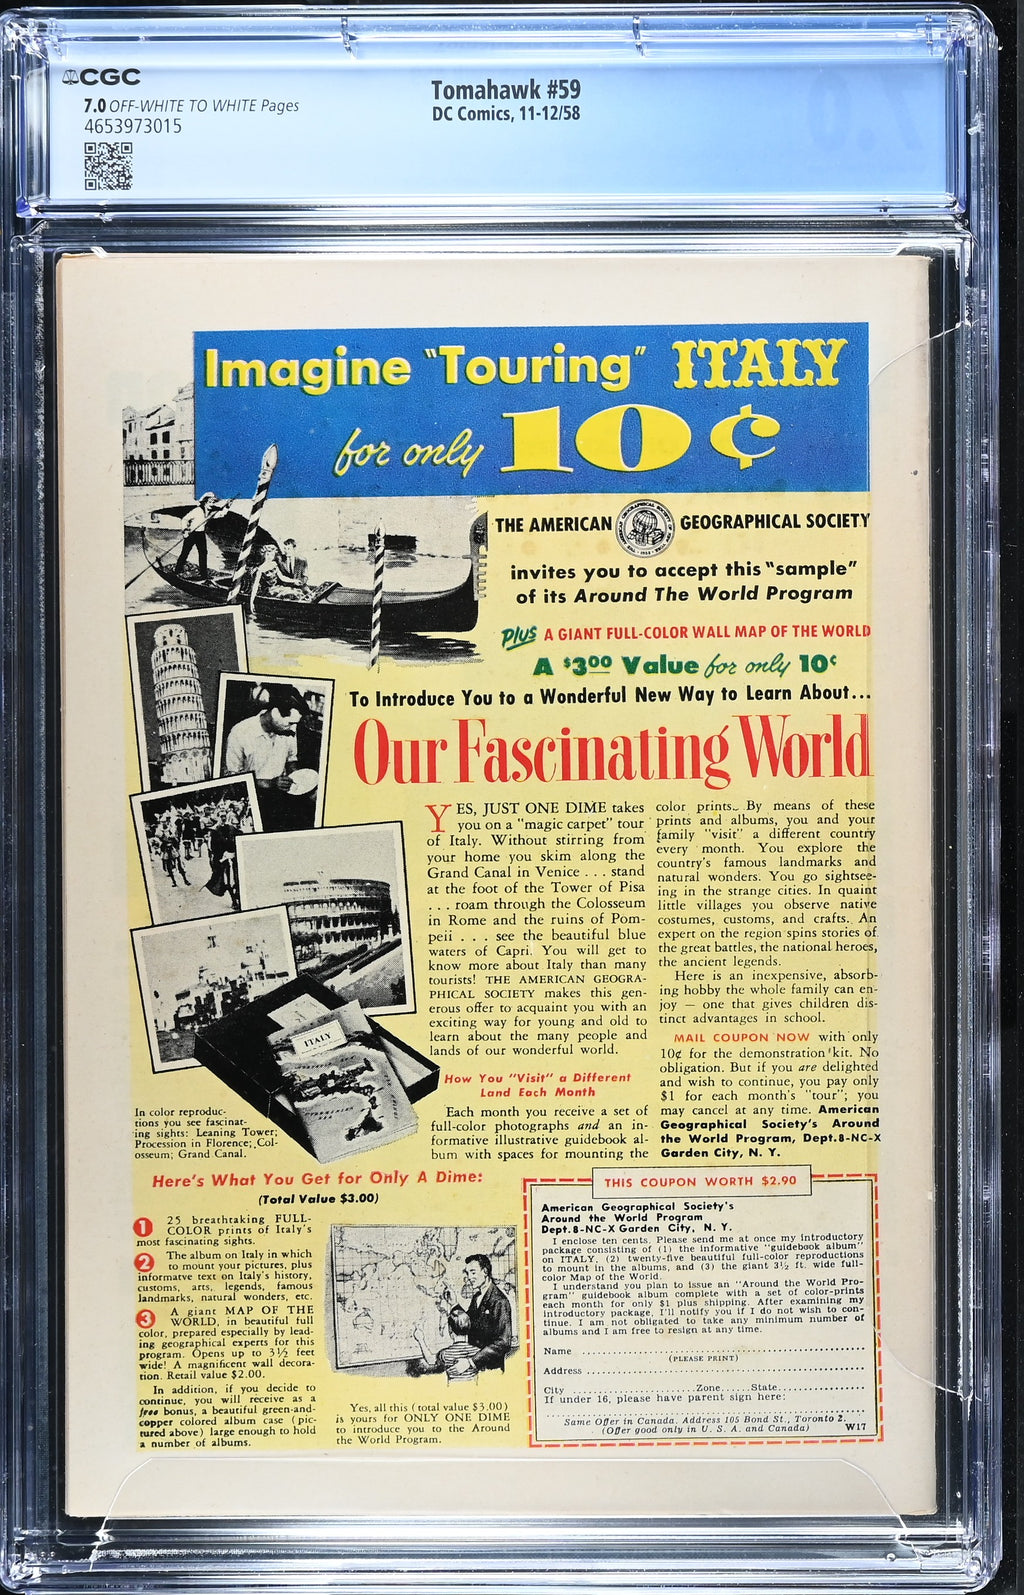 CGC
7.0 OFF-WHITE TO WHITE Pages
4653973015
Tomahawk #59
DC Comics, 11-12/58
Imagine "Touring" ITALY
for only 10¢
THE AMERICAN GEOGRAPHICAL SOCIETY
invites you to accept this "sample"
of its Around The World Program
plus A GIANT FULL-COLOR WALL MAP OF THE WORLD
A $3.00 Value for only 10¢
To Introduce You to a Wonderful New Way to Learn About...
Our Fascinating World
YES, JUST ONE DIME takes
you on a "magic carpet" tour
of Italy. Without stirring from
your home you skim along the
Grand Canal in Venice . . . stand
at the foot of the Tower of Pisa
. . . roam through the Colosseum
in Rome and the ruins of Pom-
peii . . . see the beautiful blue
waters of Capri. You will get to
know more about Italy than many
tourists! THE AMERICAN GEOGRA-
PHICAL SOCIETY makes this gen-
erous offer to acquaint you with an
exciting way for young and old to
learn about the many people and
lands of our wonderful world.
How You "Visit" a Different
Land Each Month
Each month you receive a set of
full-color photographs and an in-
formative illustrative guidebook al-
bum with spaces for mounting the
color prints. By means of these
prints and albums, you and your
family "visit" a different country
every month. You explore the
country's famous landmarks and
natural wonders. You go sightsee-
ing in the strange cities. In quaint
little villages you observe native
costumes, customs, and crafts. An
expert on the region spins stories of
the great battles, the national heroes,
the ancient legends.
Here is an inexpensive, absorb-
ing hobby the whole family can en-
joy — one that gives children dis-
tinct advantages in school.
MAIL COUPON NOW with only
10¢ for the demonstration kit. No
obligation. But if you are delighted
and wish to continue, you pay only
$1 for each month's "tour"; you
may cancel at any time. American
Geographical Society's Around
the World Program, Dept.8-NC-X
Garden City, N. Y.
ITALY
In color reproduc-
tions you see fascinat-
ing sights: Leaning Tower;
Procession in Florence; Col-
osseum; Grand Canal.
Here's What You Get for Only A Dime:
(Total Value $3.00)
1 25 breathtaking FULL-
COLOR prints of Italy's
most fascinating sights.
2 The album on Italy in which
to mount your pictures, plus
informative text on Italy's history,
customs, arts, legends, famous
landmarks, natural wonders, etc.
3 A giant MAP OF THE
WORLD, in beautiful full
color, prepared especially by lead-
ing geographical experts for this
program. Opens up to 3½ feet
wide! A magnificent wall decora-
tion. Retail value $2.00.
In addition, if you decide to
continue, you will receive as a
free bonus, a beautiful green-and-
copper colored album case (pic-
tured above) large enough to hold
a number of albums.
Yes, all this (total value $3.00)
is yours for ONLY ONE DIME
to introduce you to the Around
the World Program.
THIS COUPON WORTH $2.90
American Geographical Society's
Around the World Program
Dept.8-NC-X Garden City, N. Y.
I enclose ten cents. Please send me at once my introductory
package consisting of (1) the informative "guidebook album"
on ITALY, (2) twenty-five beautiful full-color reproductions
to mount in the albums, and (3) the giant 3½ ft. wide full-
color Map of the World.
I understand you plan to issue an "Around the World Pro-
gram" guidebook album complete with a set of color-prints
each month for only $1 plus shipping. After examining my
introductory package, I'll notify you if I do not wish to con-
tinue. I am not obligated to take any minimum number of
albums and I am free to resign at any time.
Name
(PLEASE PRINT)
Address
City Zone State
If under 16, please have parent sign here:
Same Offer in Canada. Address 105 Bond St., Toronto 2.
(Offer good only in U. S. A. and Canada) W17